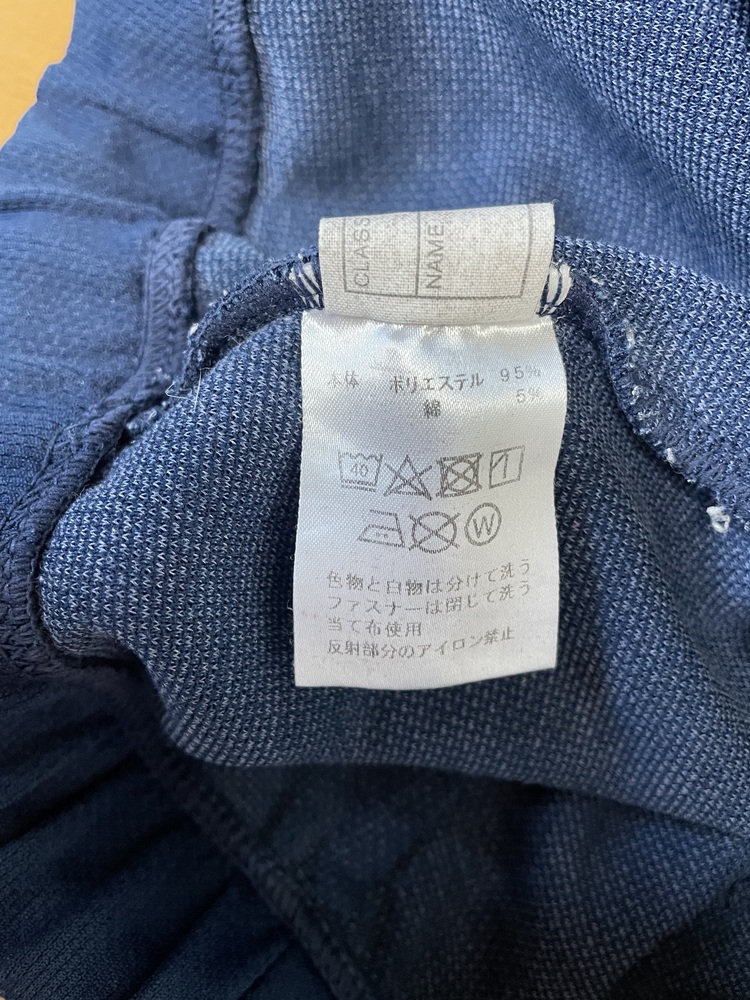 CLASS
NAME
本体 ポリエステル 95%
綿 5%
40
W
色物と白物は分けて洗う
ファスナーは閉じて洗う
当て布使用
反射部分のアイロン禁止